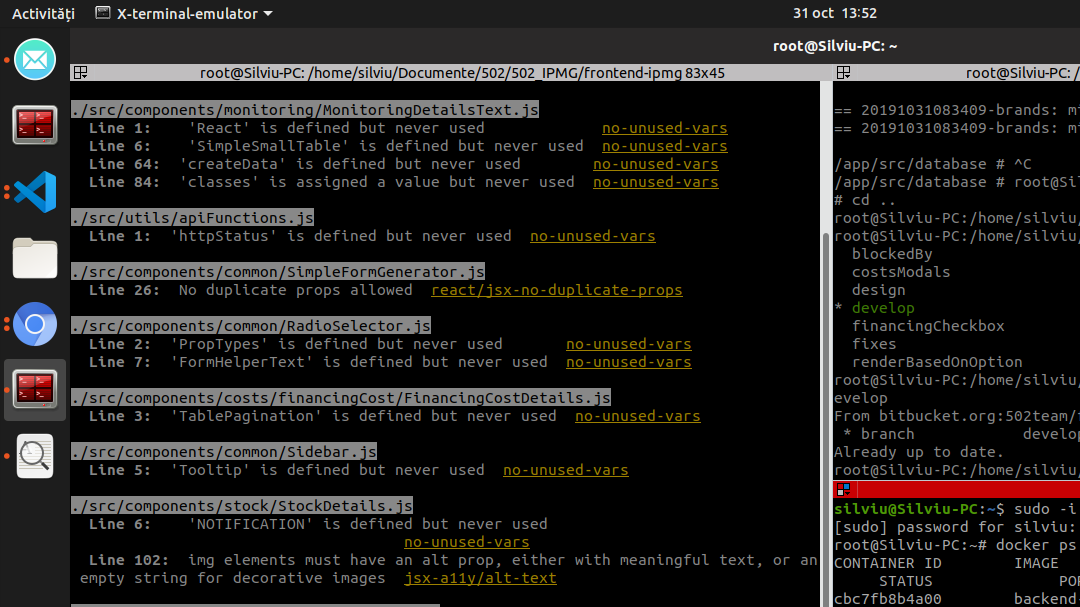 Activități X-terminal-emulator 31 oct 13:52
root@Silviu-PC: ~
root@Silviu-PC: /home/silviu/Documente/502/502_IPMG/frontend-ipmg 83x45
./src/components/monitoring/MonitoringDetailsText.js
Line 1: 'React' is defined but never used no-unused-vars
Line 6: 'SimpleSmallTable' is defined but never used no-unused-vars
Line 64: 'createData' is defined but never used no-unused-vars
Line 84: 'classes' is assigned a value but never used no-unused-vars
./src/utils/apiFunctions.js
Line 1: 'httpStatus' is defined but never used no-unused-vars
./src/components/common/SimpleFormGenerator.js
Line 26: No duplicate props allowed react/jsx-no-duplicate-props
./src/components/common/RadioSelector.js
Line 2: 'PropTypes' is defined but never used no-unused-vars
Line 7: 'FormHelperText' is defined but never used no-unused-vars
./src/components/costs/financingCost/FinancingCostDetails.js
Line 3: 'TablePagination' is defined but never used no-unused-vars
./src/components/common/Sidebar.js
Line 5: 'Tooltip' is defined but never used no-unused-vars
./src/components/stock/StockDetails.js
Line 6: 'NOTIFICATION' is defined but never used
no-unused-vars
Line 102: img elements must have an alt prop, either with meaningful text, or an
empty string for decorative images jsx-a11y/alt-text
root@Silviu-PC: /
== 20191031083409-brands: mi
== 20191031083409-brands: mi
/app/src/database # ^C
/app/src/database # root@Sil
# cd ..
root@Silviu-PC:/home/silviu/
root@Silviu-PC:/home/silviu/
blockedBy
costsModals
design
* develop
financingCheckbox
fixes
renderBasedOnOption
root@Silviu-PC:/home/silviu/
evelop
From bitbucket.org:502team/
* branch develop
Already up to date.
root@Silviu-PC:/home/silviu/
silviu@Silviu-PC:~$ sudo -i
[sudo] password for silviu:
root@Silviu-PC:~# docker ps
CONTAINER ID IMAGE
STATUS POR
cbc7fb8b4a00 backend-